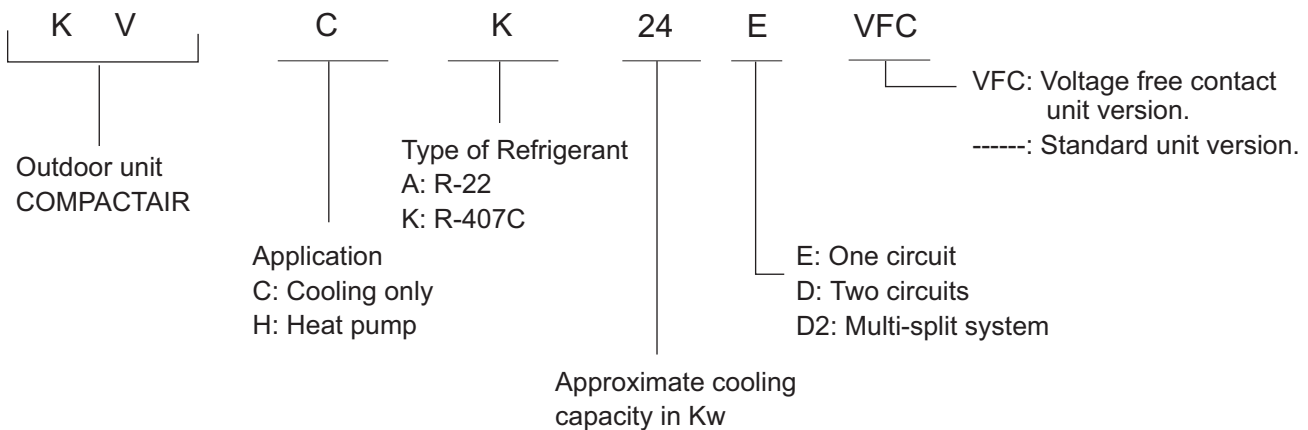 K V C K 24 E VFC
VFC: Voltage free contact
unit version.
------: Standard unit version.
Outdoor unit
COMPACTAIR
Type of Refrigerant
A: R-22
K: R-407C
Application
C: Cooling only
H: Heat pump
E: One circuit
D: Two circuits
D2: Multi-split system
Approximate cooling
capacity in Kw